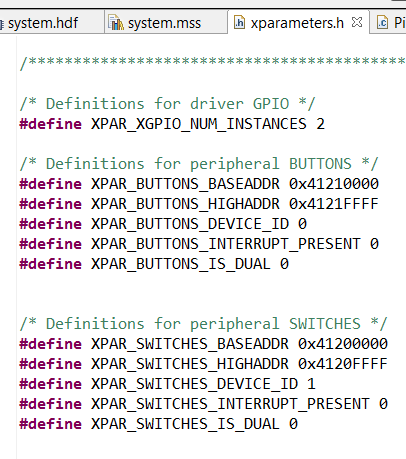 system.hdf system.mss xparameters.h Pi
/******************************************
/* Definitions for driver GPIO */
#define XPAR_XGPIO_NUM_INSTANCES 2
/* Definitions for peripheral BUTTONS */
#define XPAR_BUTTONS_BASEADDR 0x41210000
#define XPAR_BUTTONS_HIGHADDR 0x4121FFFF
#define XPAR_BUTTONS_DEVICE_ID 0
#define XPAR_BUTTONS_INTERRUPT_PRESENT 0
#define XPAR_BUTTONS_IS_DUAL 0
/* Definitions for peripheral SWITCHES */
#define XPAR_SWITCHES_BASEADDR 0x41200000
#define XPAR_SWITCHES_HIGHADDR 0x4120FFFF
#define XPAR_SWITCHES_DEVICE_ID 1
#define XPAR_SWITCHES_INTERRUPT_PRESENT 0
#define XPAR_SWITCHES_IS_DUAL 0